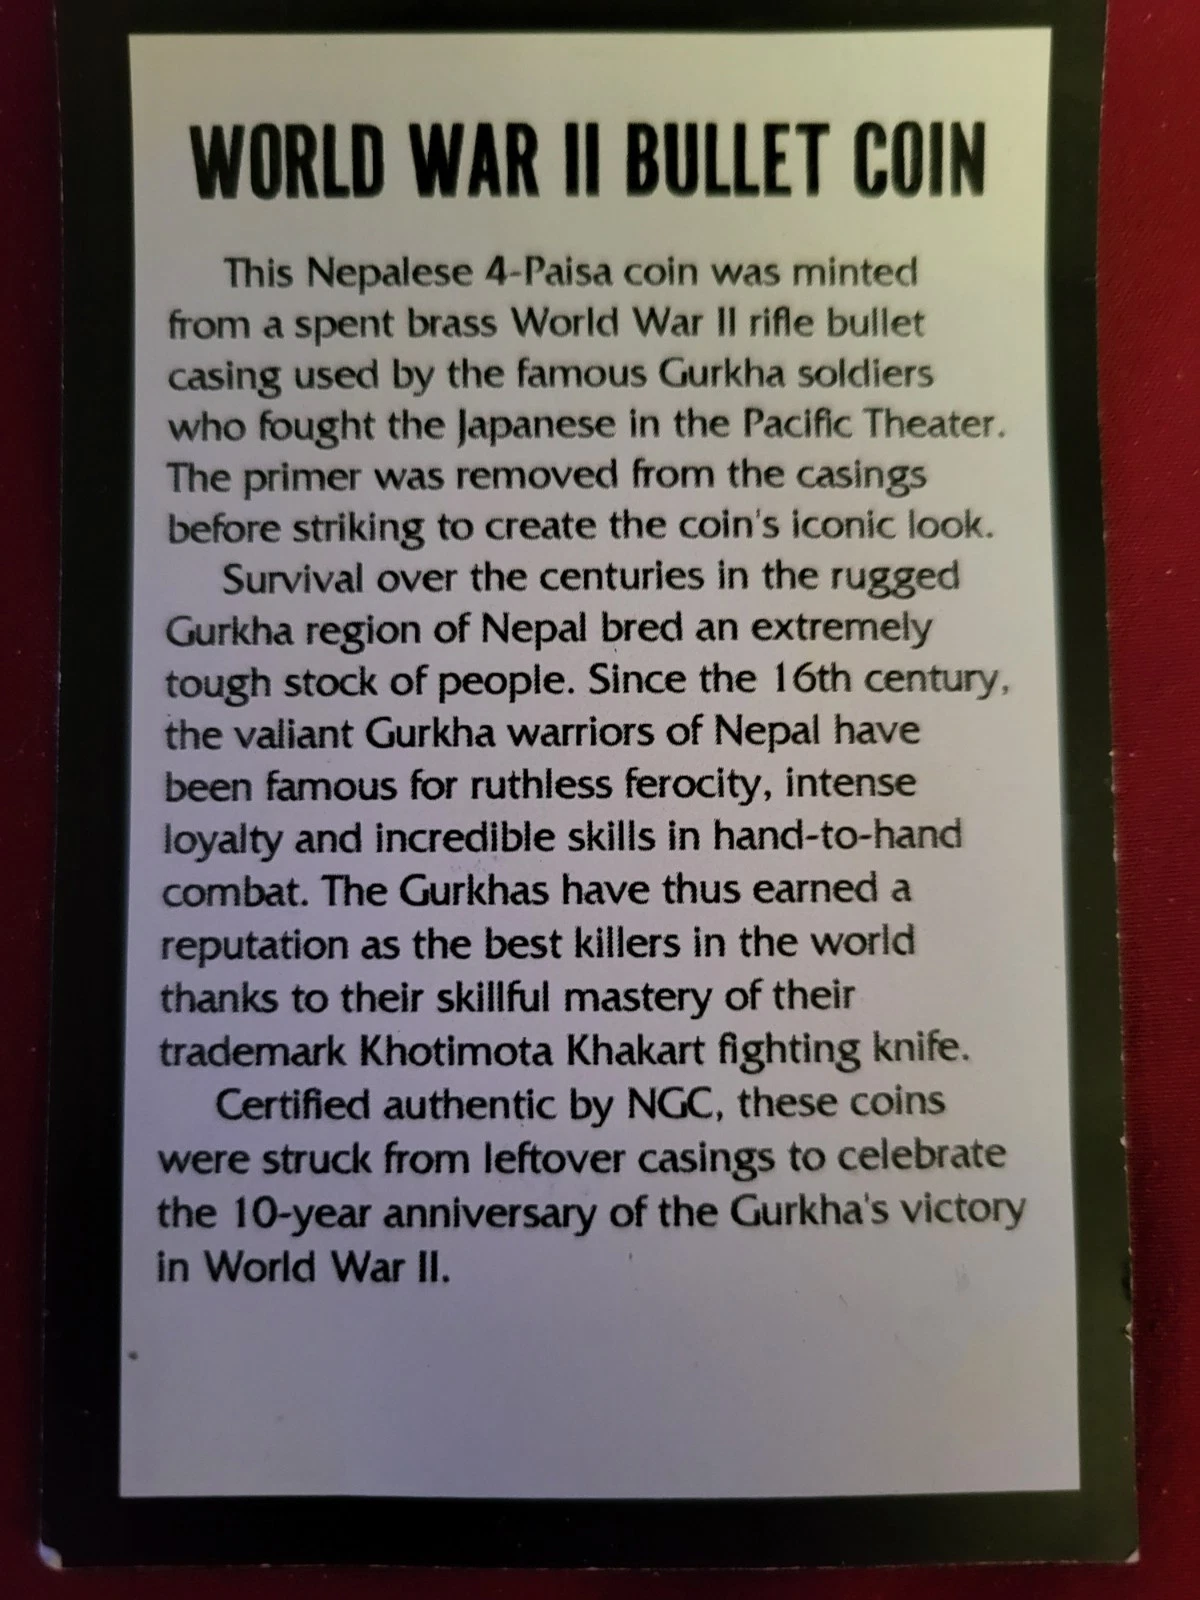 WORLD WAR II BULLET COIN
This Nepalese 4-Paisa coin was minted
from a spent brass World War II rifle bullet
casing used by the famous Gurkha soldiers
who fought the Japanese in the Pacific Theater.
The primer was removed from the casings
before striking to create the coin's iconic look.
Survival over the centuries in the rugged
Gurkha region of Nepal bred an extremely
tough stock of people. Since the 16th century,
the valiant Gurkha warriors of Nepal have
been famous for ruthless ferocity, intense
loyalty and incredible skills in hand-to-hand
combat. The Gurkhas have thus earned a
reputation as the best killers in the world
thanks to their skillful mastery of their
trademark Khotimota Khakart fighting knife.
Certified authentic by NGC, these coins
were struck from leftover casings to celebrate
the 10-year anniversary of the Gurkha's victory
in World War II.